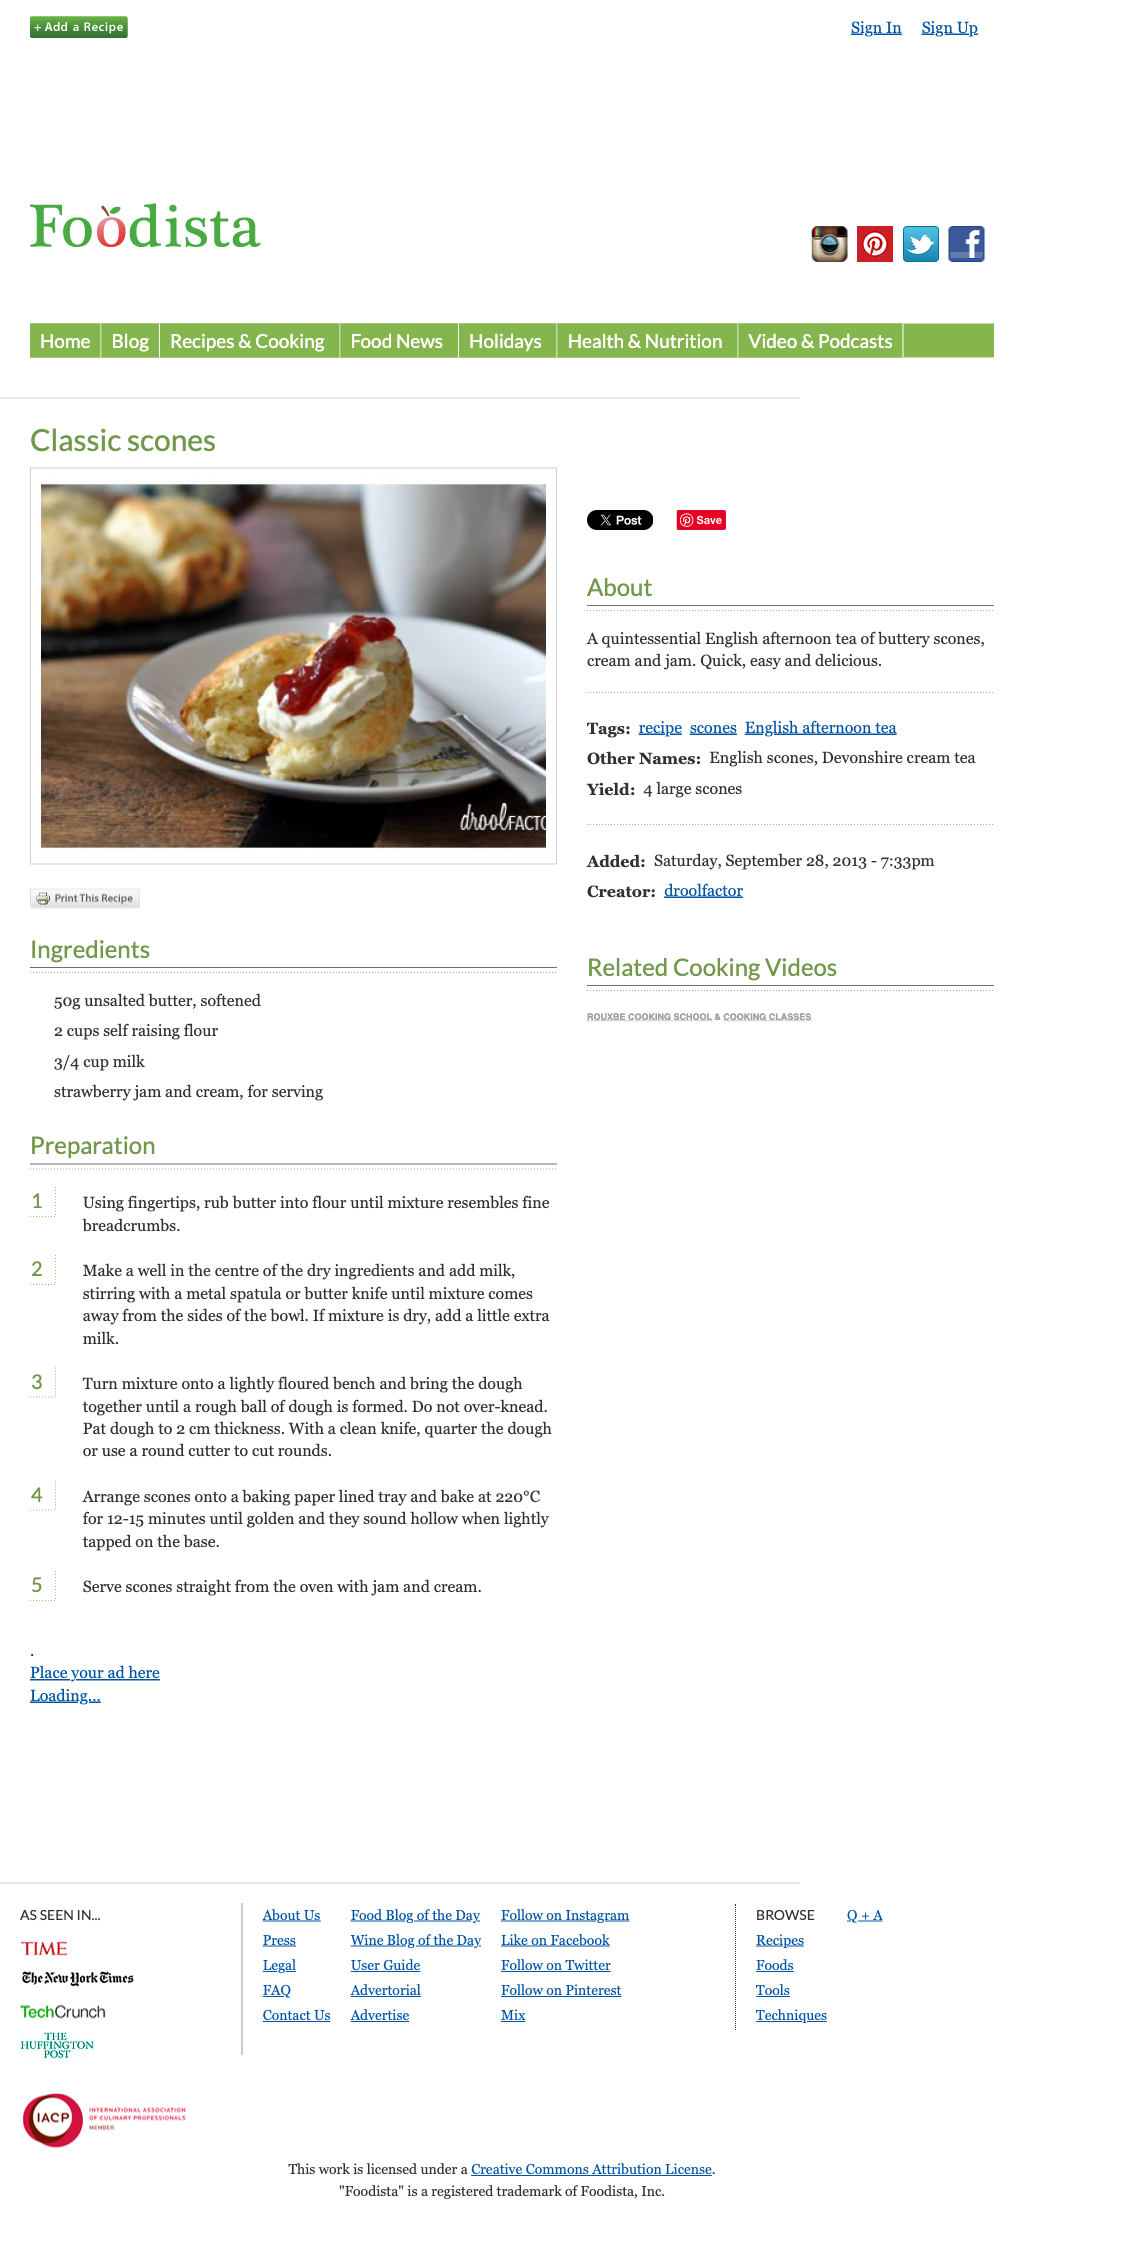 + Add a Recipe
Sign In Sign Up
Foodista
Home Blog Recipes & Cooking Food News Holidays Health & Nutrition Video & Podcasts
Classic scones
droolFACTO
Print This Recipe
Ingredients
50g unsalted butter, softened
2 cups self raising flour
3/4 cup milk
strawberry jam and cream, for serving
Preparation
1 Using fingertips, rub butter into flour until mixture resembles fine
breadcrumbs.
2 Make a well in the centre of the dry ingredients and add milk,
stirring with a metal spatula or butter knife until mixture comes
away from the sides of the bowl. If mixture is dry, add a little extra
milk.
3 Turn mixture onto a lightly floured bench and bring the dough
together until a rough ball of dough is formed. Do not over-knead.
Pat dough to 2 cm thickness. With a clean knife, quarter the dough
or use a round cutter to cut rounds.
4 Arrange scones onto a baking paper lined tray and bake at 220°C
for 12-15 minutes until golden and they sound hollow when lightly
tapped on the base.
5 Serve scones straight from the oven with jam and cream.
.
Place your ad here
Loading...
X Post Save
About
A quintessential English afternoon tea of buttery scones,
cream and jam. Quick, easy and delicious.
Tags: recipe scones English afternoon tea
Other Names: English scones, Devonshire cream tea
Yield: 4 large scones
Added: Saturday, September 28, 2013 - 7:33pm
Creator: droolfactor
Related Cooking Videos
ROUXBE COOKING SCHOOL & COOKING CLASSES
AS SEEN IN...
TIME
The New York Times
TechCrunch
THE
HUFFINGTON
POST
IACP
INTERNATIONAL ASSOCIATION
OF CULINARY PROFESSIONALS
MEMBER
About Us
Press
Legal
FAQ
Contact Us
Food Blog of the Day
Wine Blog of the Day
User Guide
Advertorial
Advertise
Follow on Instagram
Like on Facebook
Follow on Twitter
Follow on Pinterest
Mix
BROWSE
Recipes
Foods
Tools
Techniques
Q + A
This work is licensed under a Creative Commons Attribution License.
"Foodista" is a registered trademark of Foodista, Inc.